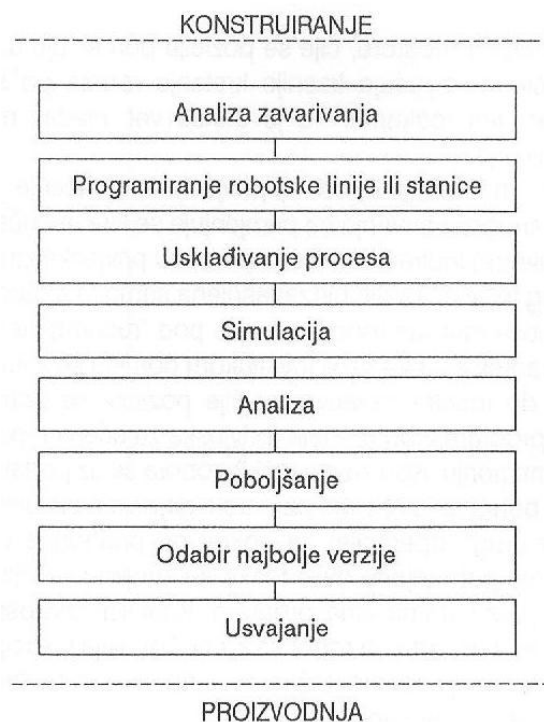 KONSTRUIRANJE
Analiza zavarivanja
Programiranje robotske linije ili stanice
Usklađivanje procesa
Simulacija
Analiza
Poboljšanje
Odabir najbolje verzije
Usvajanje
PROIZVODNJA